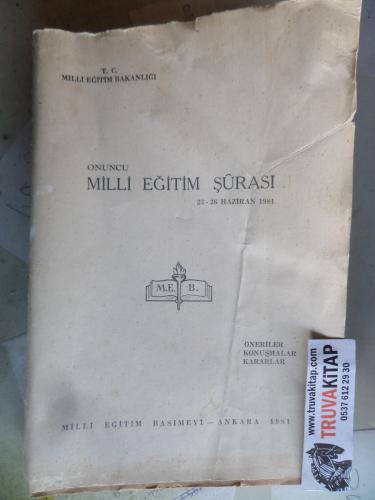 T. C.
MİLLİ EĞİTİM BAKANLIĞI
ONUNCU
MİLLİ EĞİTİM ŞÛRASI
23 - 26 HAZİRAN 1981
M.E. B.
ÖNERİLER
KONUŞMALAR
KARARLAR
MİLLİ EĞİTİM BASIMEVİ — ANKARA 1981
www.truvakitap.com
TRUVAKİTAP
0537 612 29 30